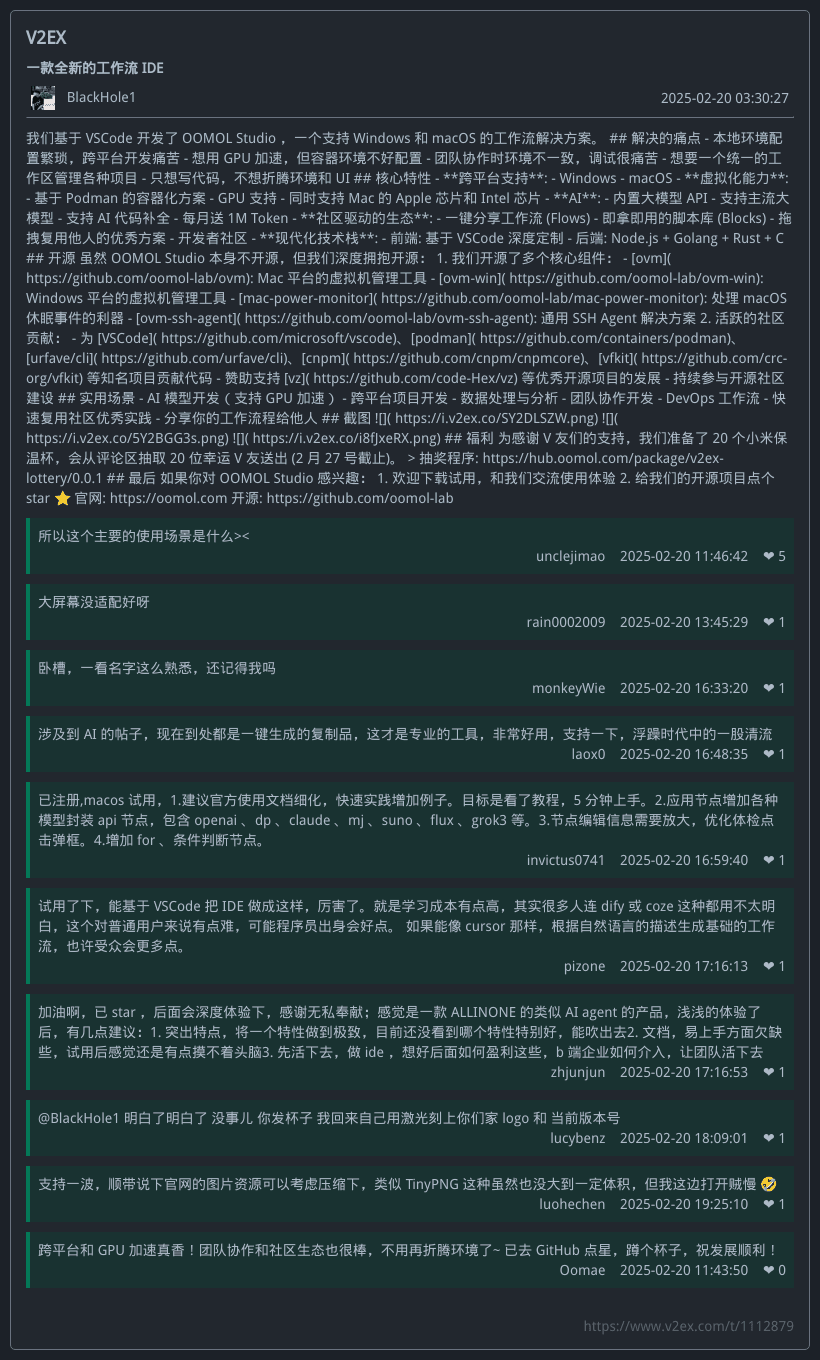 V2EX
一款全新的工作流 IDE
BlackHole1 2025-02-20 03:30:27
我们基于 VSCode 开发了 OOMOL Studio ，一个支持 Windows 和 macOS 的工作流解决方案。 ## 解决的痛点 - 本地环境配
置繁琐，跨平台开发痛苦 - 想用 GPU 加速，但容器环境不好配置 - 团队协作时环境不一致，调试很痛苦 - 想要一个统一的工
作区管理各种项目 - 只想写代码，不想折腾环境和 UI ## 核心特性 - **跨平台支持**: - Windows - macOS - **虚拟化能力**:
- 基于 Podman 的容器化方案 - GPU 支持 - 同时支持 Mac 的 Apple 芯片和 Intel 芯片 - **AI**: - 内置大模型 API - 支持主流大
模型 - 支持 AI 代码补全 - 每月送 1M Token - **社区驱动的生态**: - 一键分享工作流 (Flows) - 即拿即用的脚本库 (Blocks) - 拖
拽复用他人的优秀方案 - 开发者社区 - **现代化技术栈**: - 前端: 基于 VSCode 深度定制 - 后端: Node.js + Golang + Rust + C
## 开源 虽然 OOMOL Studio 本身不开源，但我们深度拥抱开源： 1. 我们开源了多个核心组件： - [ovm](
https://github.com/oomol-lab/ovm): Mac 平台的虚拟机管理工具 - [ovm-win]( https://github.com/oomol-lab/ovm-win):
Windows 平台的虚拟机管理工具 - [mac-power-monitor]( https://github.com/oomol-lab/mac-power-monitor): 处理 macOS
休眠事件的利器 - [ovm-ssh-agent]( https://github.com/oomol-lab/ovm-ssh-agent): 通用 SSH Agent 解决方案 2. 活跃的社区
贡献： - 为 [VSCode]( https://github.com/microsoft/vscode)、[podman]( https://github.com/containers/podman)、
[urfave/cli]( https://github.com/urfave/cli)、[cnpm]( https://github.com/cnpm/cnpmcore)、[vfkit]( https://github.com/crc-
org/vfkit) 等知名项目贡献代码 - 赞助支持 [vz]( https://github.com/code-Hex/vz) 等优秀开源项目的发展 - 持续参与开源社区
建设 ## 实用场景 - AI 模型开发（ 支持 GPU 加速 ） - 跨平台项目开发 - 数据处理与分析 - 团队协作开发 - DevOps 工作流 - 快
速复用社区优秀实践 - 分享你的工作流程给他人 ## 截图 ![]( https://i.v2ex.co/SY2DLSZW.png) ![](
https://i.v2ex.co/5Y2BGG3s.png) ![]( https://i.v2ex.co/i8fJxeRX.png) ## 福利 为感谢 V 友们的支持，我们准备了 20 个小米保
温杯，会从评论区抽取 20 位幸运 V 友送出 (2 月 27 号截止)。 > 抽奖程序: https://hub.oomol.com/package/v2ex-
lottery/0.0.1 ## 最后 如果你对 OOMOL Studio 感兴趣： 1. 欢迎下载试用，和我们交流使用体验 2. 给我们的开源项目点个
star ⭐ 官网: https://oomol.com 开源: https://github.com/oomol-lab
所以这个主要的使用场景是什么><
unclejimao 2025-02-20 11:46:42 ❤ 5
大屏幕没适配好呀
rain0002009 2025-02-20 13:45:29 ❤ 1
卧槽，一看名字这么熟悉，还记得我吗
monkeyWie 2025-02-20 16:33:20 ❤ 1
涉及到 AI 的帖子，现在到处都是一键生成的复制品，这才是专业的工具，非常好用，支持一下，浮躁时代中的一股清流
laox0 2025-02-20 16:48:35 ❤ 1
已注册,macos 试用，1.建议官方使用文档细化，快速实践增加例子。目标是看了教程，5 分钟上手。2.应用节点增加各种
模型封装 api 节点，包含 openai 、dp 、claude 、mj 、suno 、flux 、grok3 等。3.节点编辑信息需要放大，优化体检点
击弹框。4.增加 for 、条件判断节点。
invictus0741 2025-02-20 16:59:40 ❤ 1
试用了下，能基于 VSCode 把 IDE 做成这样，厉害了。就是学习成本有点高，其实很多人连 dify 或 coze 这种都用不太明
白，这个对普通用户来说有点难，可能程序员出身会好点。 如果能像 cursor 那样，根据自然语言的描述生成基础的工作
流，也许受众会更多点。
pizone 2025-02-20 17:16:13 ❤ 1
加油啊，已 star ，后面会深度体验下，感谢无私奉献；感觉是一款 ALLINONE 的类似 AI agent 的产品，浅浅的体验了
后，有几点建议：1. 突出特点，将一个特性做到极致，目前还没看到哪个特性特别好，能吹出去2. 文档，易上手方面欠缺
些，试用后感觉还是有点摸不着头脑3. 先活下去，做 ide ，想好后面如何盈利这些，b 端企业如何介入，让团队活下去
zhjunjun 2025-02-20 17:16:53 ❤ 1
@BlackHole1 明白了明白了 没事儿 你发杯子 我回来自己用激光刻上你们家 logo 和 当前版本号
lucybenz 2025-02-20 18:09:01 ❤ 1
支持一波，顺带说下官网的图片资源可以考虑压缩下，类似 TinyPNG 这种虽然也没大到一定体积，但我这边打开贼慢 🤣
luohechen 2025-02-20 19:25:10 ❤ 1
跨平台和 GPU 加速真香！团队协作和社区生态也很棒，不用再折腾环境了~ 已去 GitHub 点星，蹲个杯子，祝发展顺利！
Oomae 2025-02-20 11:43:50 ❤ 0
https://www.v2ex.com/t/1112879